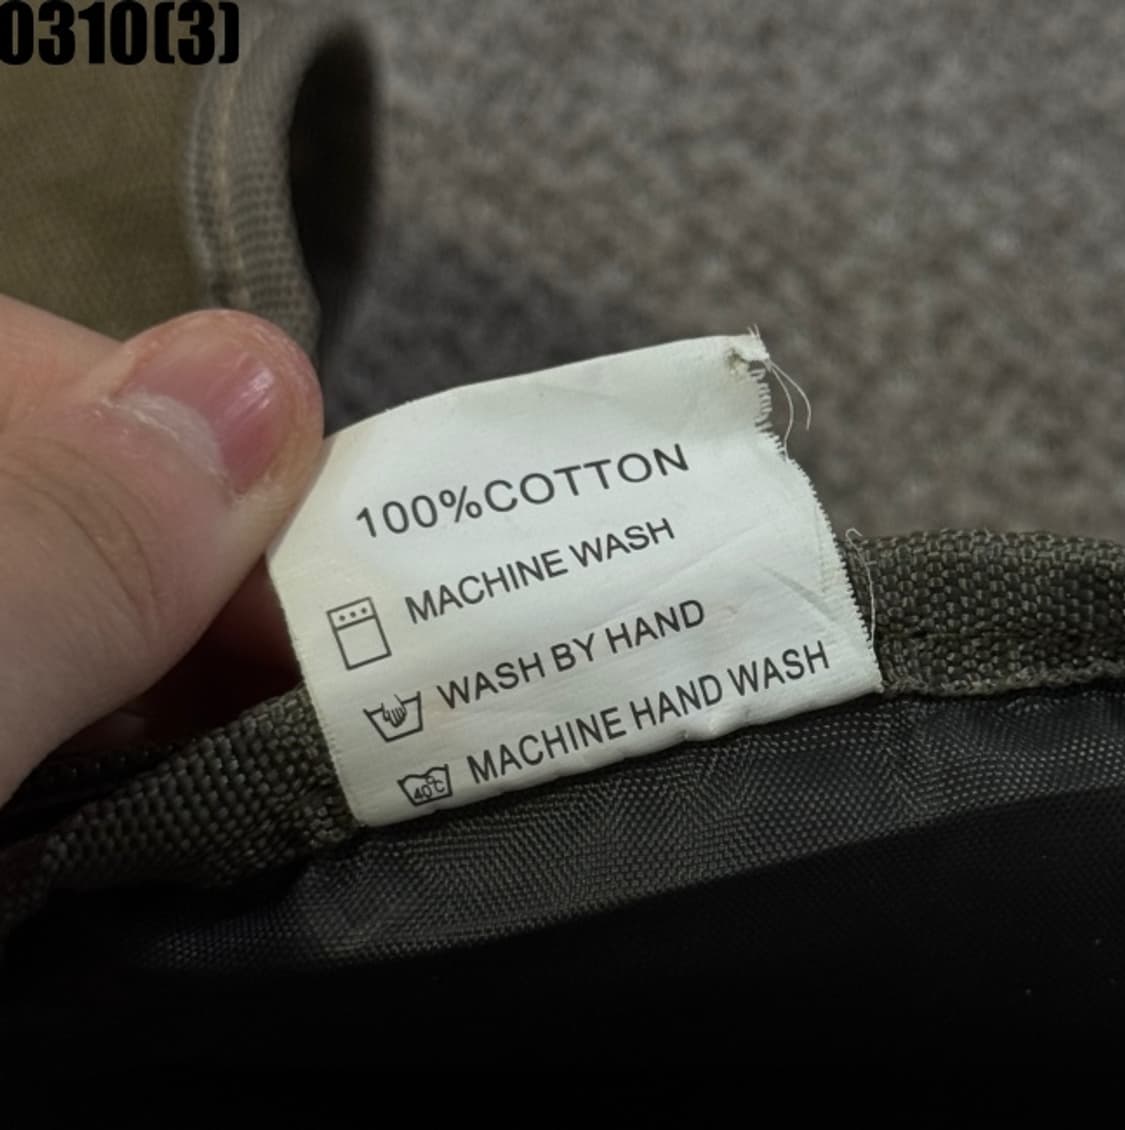 0310(3)
100%COTTON
MACHINE WASH
WASH BY HAND
40°C MACHINE HAND WASH